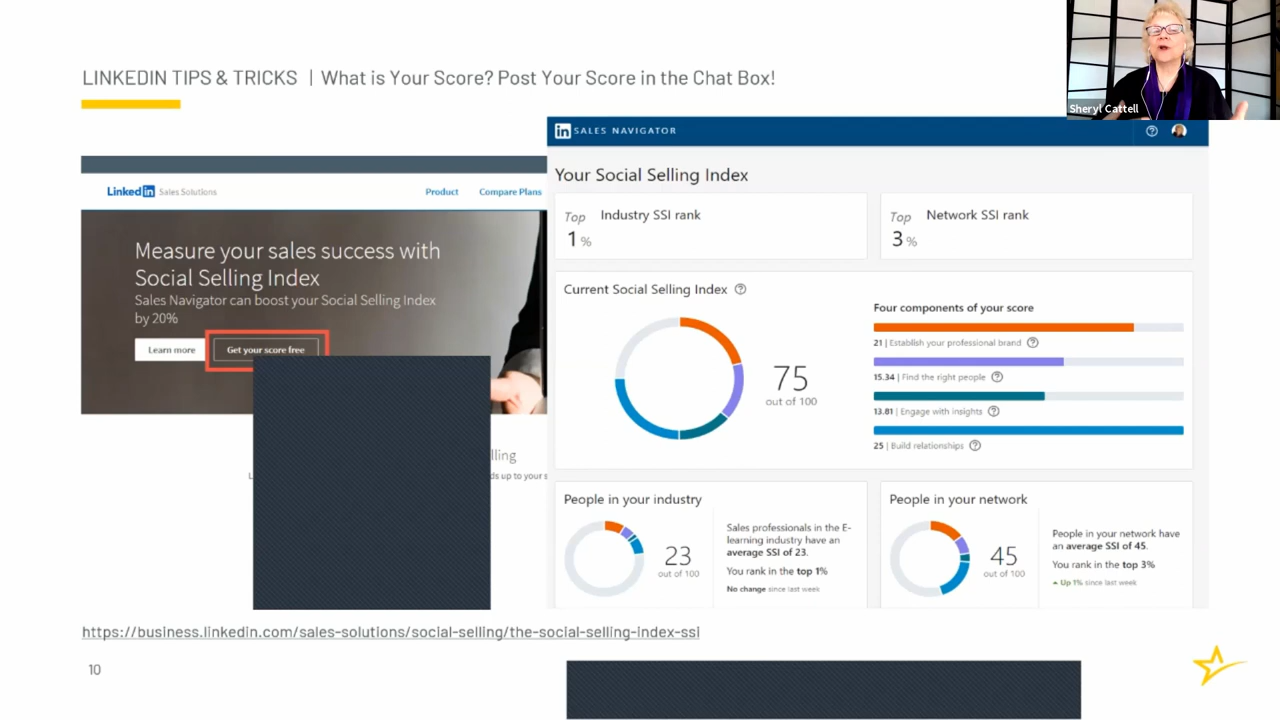 LINKEDIN TIPS & TRICKS | What is Your Score? Post Your Score in the Chat Box!
Sheryl Cattell
Linked in Sales Solutions
Product Compare Plans
Measure your sales success with
Social Selling Index
Sales Navigator can boost your Social Selling Index
by 20%
Learn more Get your score free
lling
ds up to your s
in SALES NAVIGATOR
Your Social Selling Index
Top 1% Industry SSI rank
Top 3% Network SSI rank
Current Social Selling Index
75
out of 100
Four components of your score
21 | Establish your professional brand
15.34 | Find the right people
13.81 | Engage with insights
25 | Build relationships
People in your industry
23
out of 100
Sales professionals in the E-
learning industry have an
average SSI of 23.
You rank in the top 1%
No change since last week
People in your network
45
out of 100
People in your network have
an average SSI of 45.
You rank in the top 3%
Up 1% since last week
https://business.linkedin.com/sales-solutions/social-selling/the-social-selling-index-ssi
10